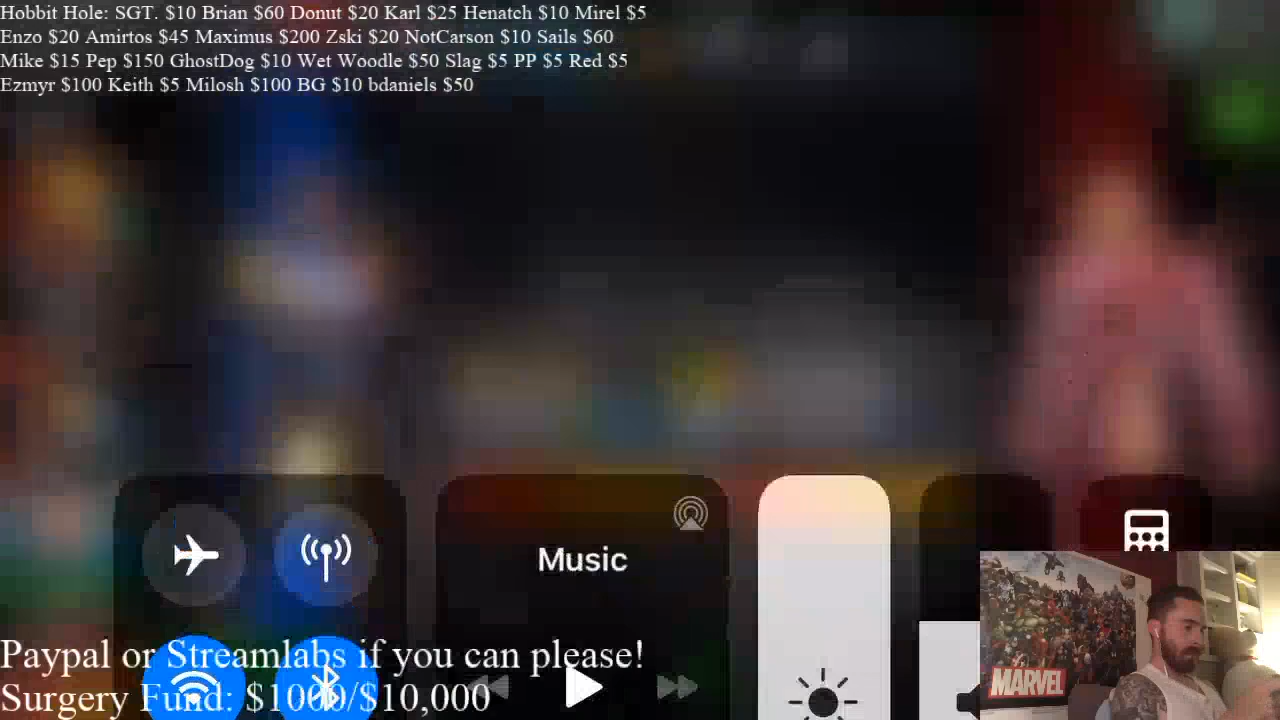 Hobbit Hole: SGT. $10 Brian $60 Donut $20 Karl $25 Henatch $10 Mirel $5
Enzo $20 Amirtos $45 Maximus $200 Zski $20 NotCarson $10 Sails $60
Mike $15 Pep $150 GhostDog $10 Wet Woodle $50 Slag $5 PP $5 Red $5
Ezmyr $100 Keith $5 Milosh $100 BG $10 bdaniels $50
Music
Paypal or Streamlabs if you can please!
Surgery Fund: $1000/$10,000
MARVEL